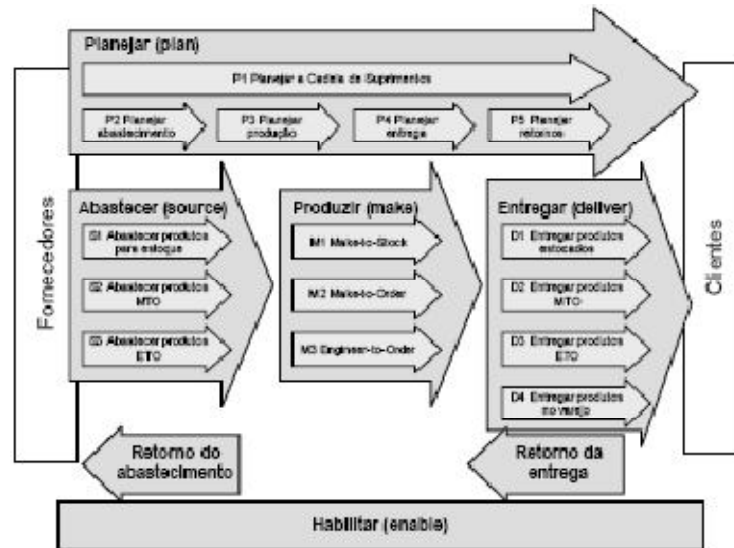 Planejar (plan)
P1 Planejar a Cadeia de Suprimentos
P2 Planejar
abastecimento
P3 Planejar
produção
P4 Planejar
entrega
P5 Planejar
retornos
Fornecedores
Clientes
Abastecer (source)
S1 Abastecer produtos
para estoque
S2 Abastecer produtos
MTO
S3 Abastecer produtos
ETO
Produzir (make)
M1 Make-to-Stock
M2 Make-to-Order
M3 Engineer-to-Order
Entregar (deliver)
D1 Entregar produtos
estocados
D2 Entregar produtos
MTO
D3 Entregar produtos
ETO
D4 Entregar produtos
no varejo
Retorno do
abastecimento
Retorno da
entrega
Habilitar (enable)